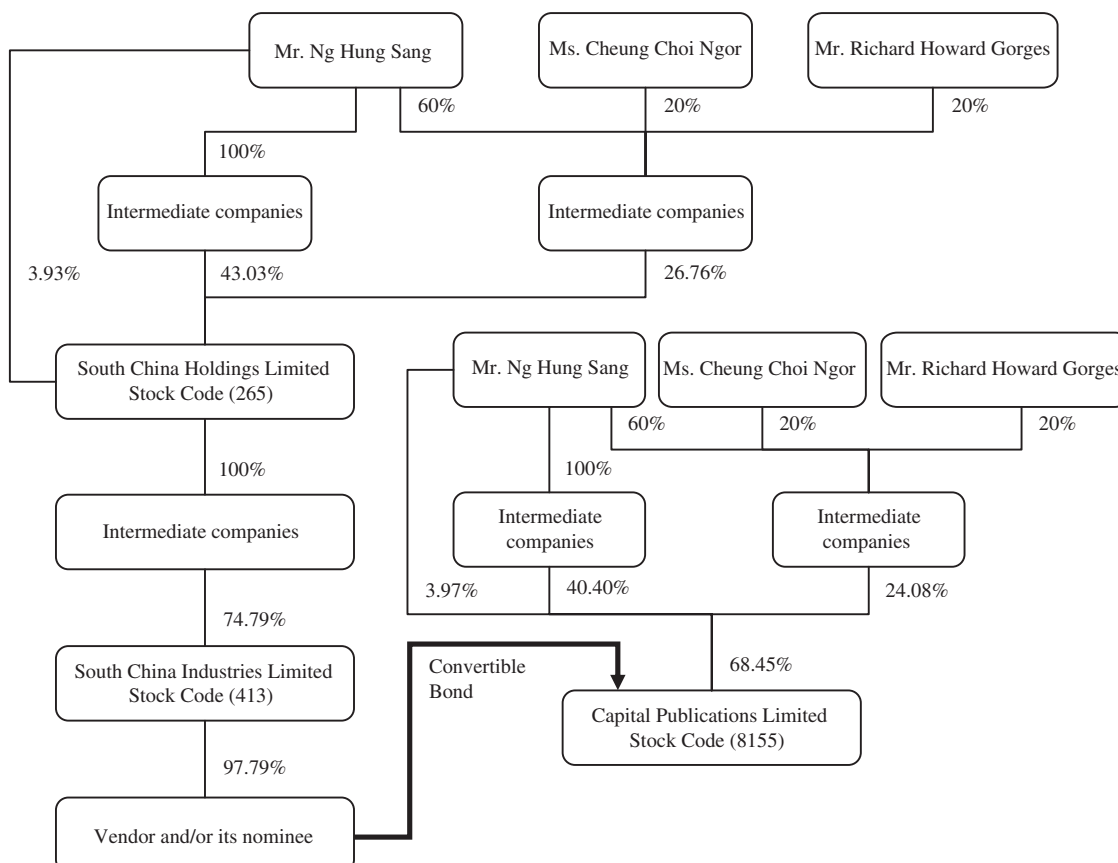 Mr. Ng Hung Sang
Ms. Cheung Choi Ngor
Mr. Richard Howard Gorges
60%
20%
20%
100%
Intermediate companies
Intermediate companies
3.93%
43.03%
26.76%
South China Holdings Limited
Stock Code (265)
Mr. Ng Hung Sang
Ms. Cheung Choi Ngor
Mr. Richard Howard Gorges
60%
20%
20%
100%
100%
Intermediate companies
Intermediate
companies
Intermediate
companies
3.97%
40.40%
24.08%
74.79%
South China Industries Limited
Stock Code (413)
Convertible
Bond
68.45%
Capital Publications Limited
Stock Code (8155)
97.79%
Vendor and/or its nominee